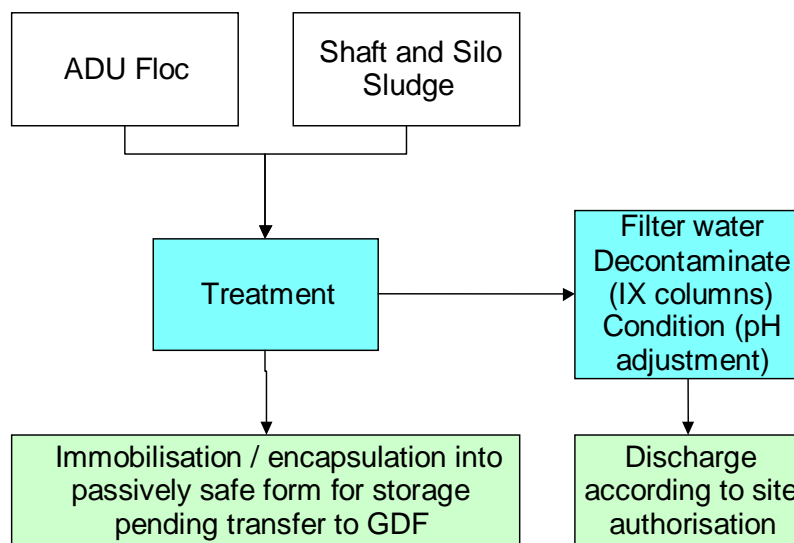 ADU Floc
Shaft and Silo
Sludge
Treatment
Filter water
Decontaminate
(IX columns)
Condition (pH
adjustment)
Immobilisation / encapsulation into
passively safe form for storage
pending transfer to GDF
Discharge
according to site
authorisation